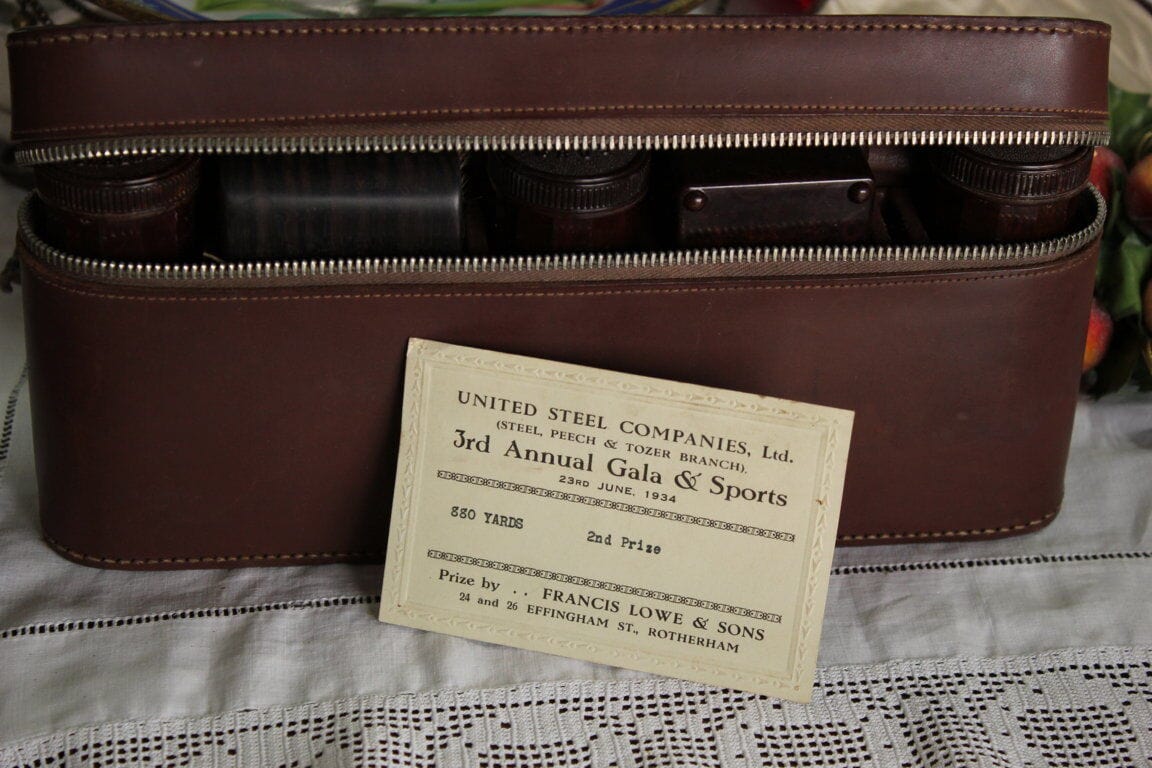 UNITED STEEL COMPANIES, Ltd.
(STEEL, PEECH & TOZER BRANCH),
3rd Annual Gala & Sports
23RD JUNE, 1934
880 YARDS
2nd Prize
Prize by .. FRANCIS LOWE & SONS
24 and 26 EFFINGHAM ST., ROTHERHAM